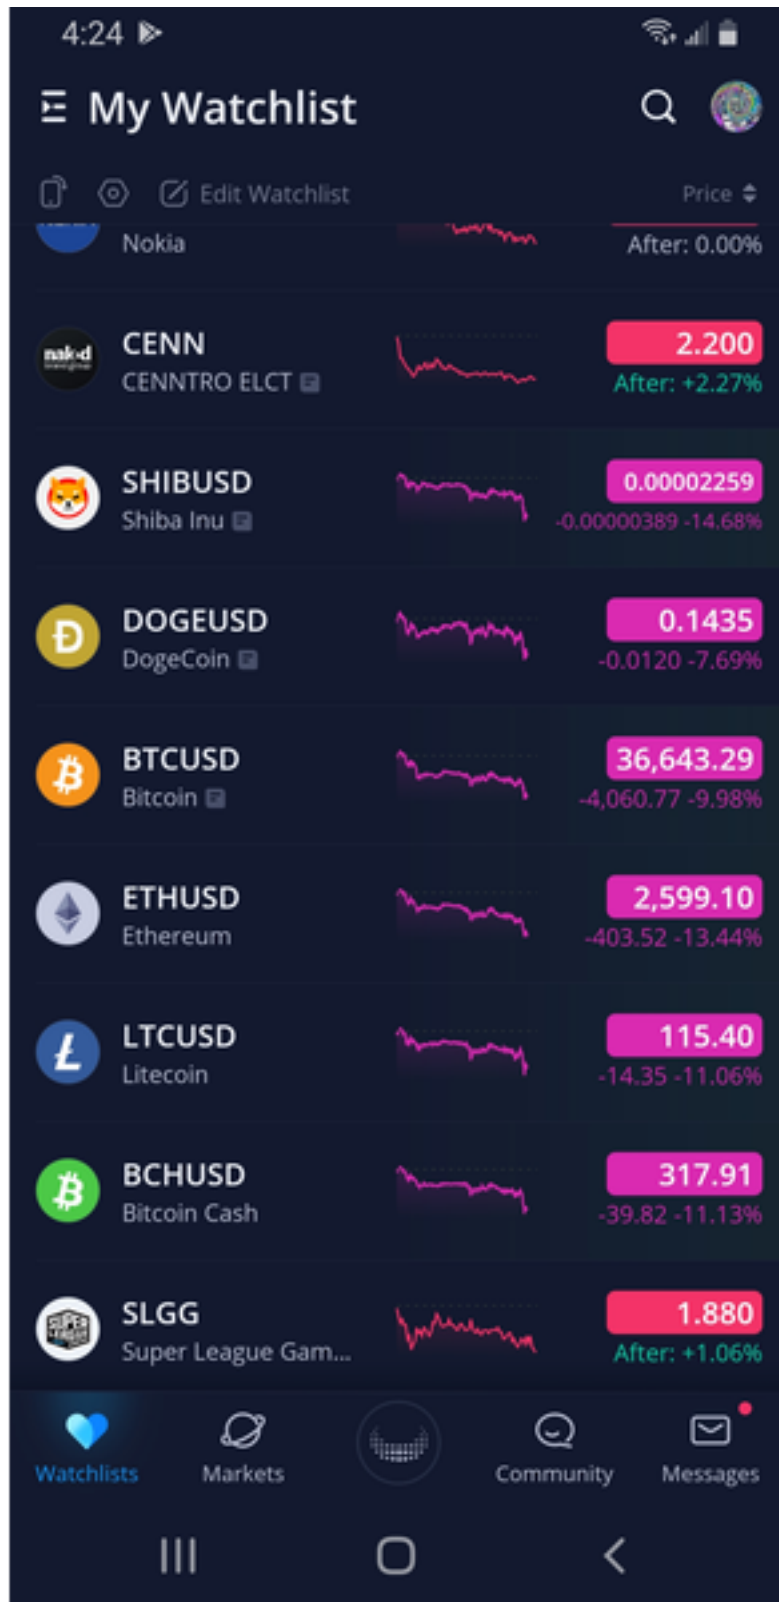 4:24
My Watchlist
Edit Watchlist
Price
Nokia
After: 0.00%
CENN
2.200
naked
CENNTRO ELCT
After: +2.27%
SHIBUSD
0.00002259
Shiba Inu
-0.00000389 -14.68%
DOGEUSD
0.1435
DogeCoin
-0.0120 -7.69%
BTCUSD
36,643.29
Bitcoin
-4,060.77 -9.98%
ETHUSD
2,599.10
Ethereum
-403.52 -13.44%
LTCUSD
115.40
Litecoin
-14.35 -11.06%
BCHUSD
317.91
Bitcoin Cash
-39.82 -11.13%
SLGG
1.880
SUPER LEAGUE
Super League Gam...
After: +1.06%
Watchlists
Markets
Community
Messages